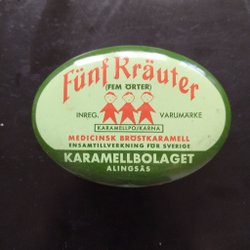 Fünf Kräuter
(FEM ÖRTER)
INREG. VARUMÄRKE
KARAMELLPOJKARNA
MEDICINSK BRÖSTKARAMELL
ENSAMTILLVERKNING FÖR SVERIGE
KARAMELLBOLAGET
ALINGSÅS